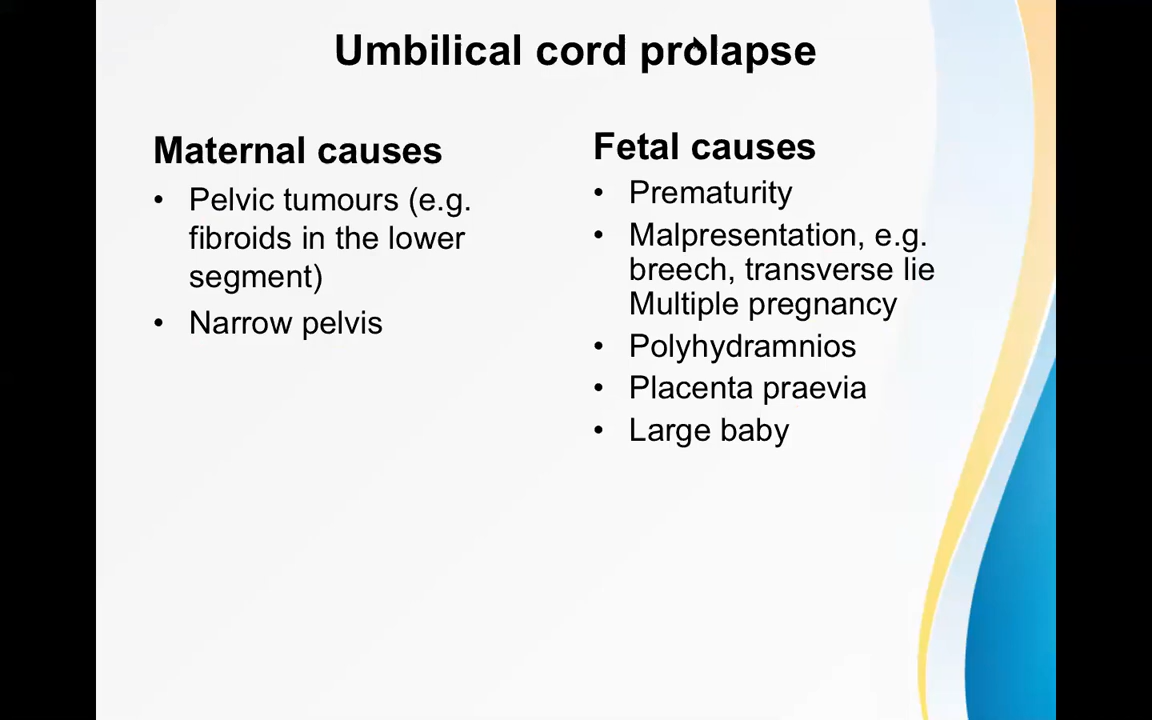 Umbilical cord prolapse
Maternal causes
• Pelvic tumours (e.g.
fibroids in the lower
segment)
• Narrow pelvis
Fetal causes
• Prematurity
• Malpresentation, e.g.
breech, transverse lie
Multiple pregnancy
• Polyhydramnios
• Placenta praevia
• Large baby